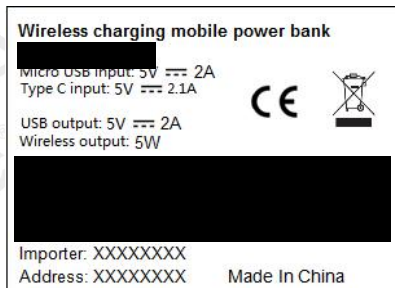 Wireless charging mobile power bank
Micro USB Input: 5V ⎓ 2A
Type C input: 5V ⎓ 2.1A
CE
USB output: 5V ⎓ 2A
Wireless output: 5W
Importer: XXXXXXXX
Address: XXXXXXXX Made In China